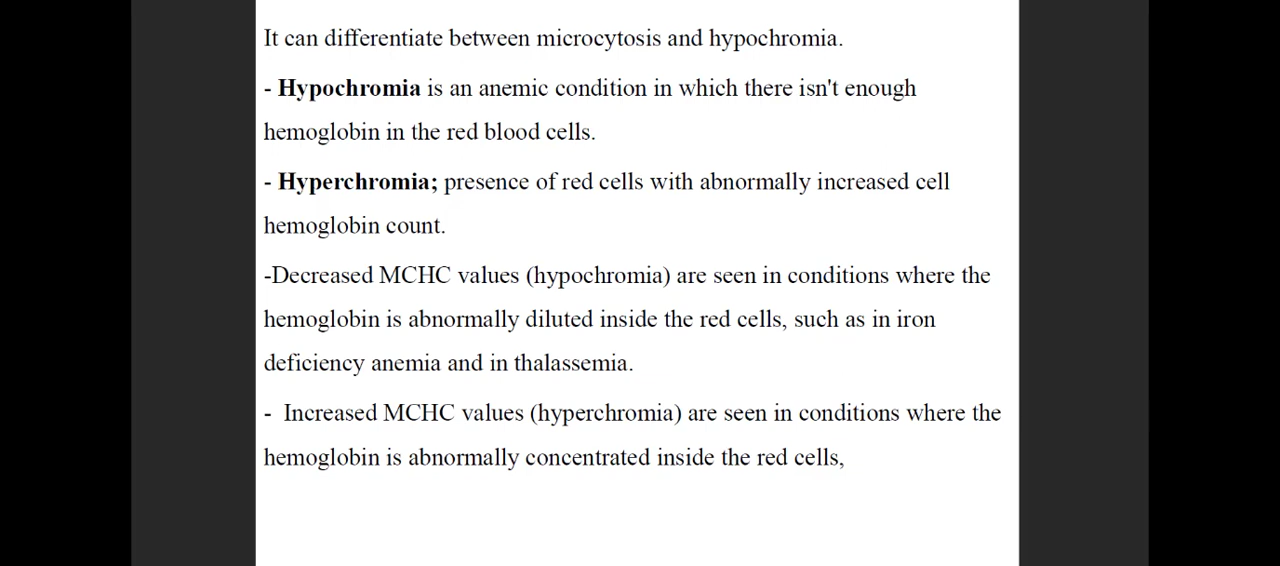 It can differentiate between microcytosis and hypochromia.
- Hypochromia is an anemic condition in which there isn't enough
hemoglobin in the red blood cells.
- Hyperchromia; presence of red cells with abnormally increased cell
hemoglobin count.
-Decreased MCHC values (hypochromia) are seen in conditions where the
hemoglobin is abnormally diluted inside the red cells, such as in iron
deficiency anemia and in thalassemia.
- Increased MCHC values (hyperchromia) are seen in conditions where the
hemoglobin is abnormally concentrated inside the red cells,